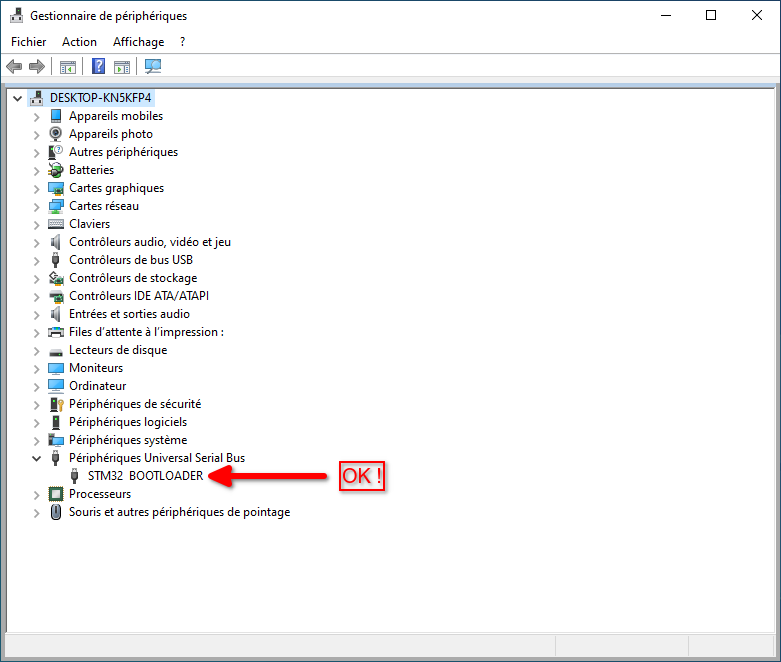 Gestionnaire de périphériques
Fichier Action Affichage ?
DESKTOP-KN5KFP4
Appareils mobiles
Appareils photo
Autres périphériques
Batteries
Cartes graphiques
Cartes réseau
Claviers
Contrôleurs audio, vidéo et jeu
Contrôleurs de bus USB
Contrôleurs de stockage
Contrôleurs IDE ATA/ATAPI
Entrées et sorties audio
Files d’attente à l’impression :
Lecteurs de disque
Moniteurs
Ordinateur
Périphériques de sécurité
Périphériques logiciels
Périphériques système
Périphériques Universal Serial Bus
STM32 BOOTLOADER OK !
Processeurs
Souris et autres périphériques de pointage